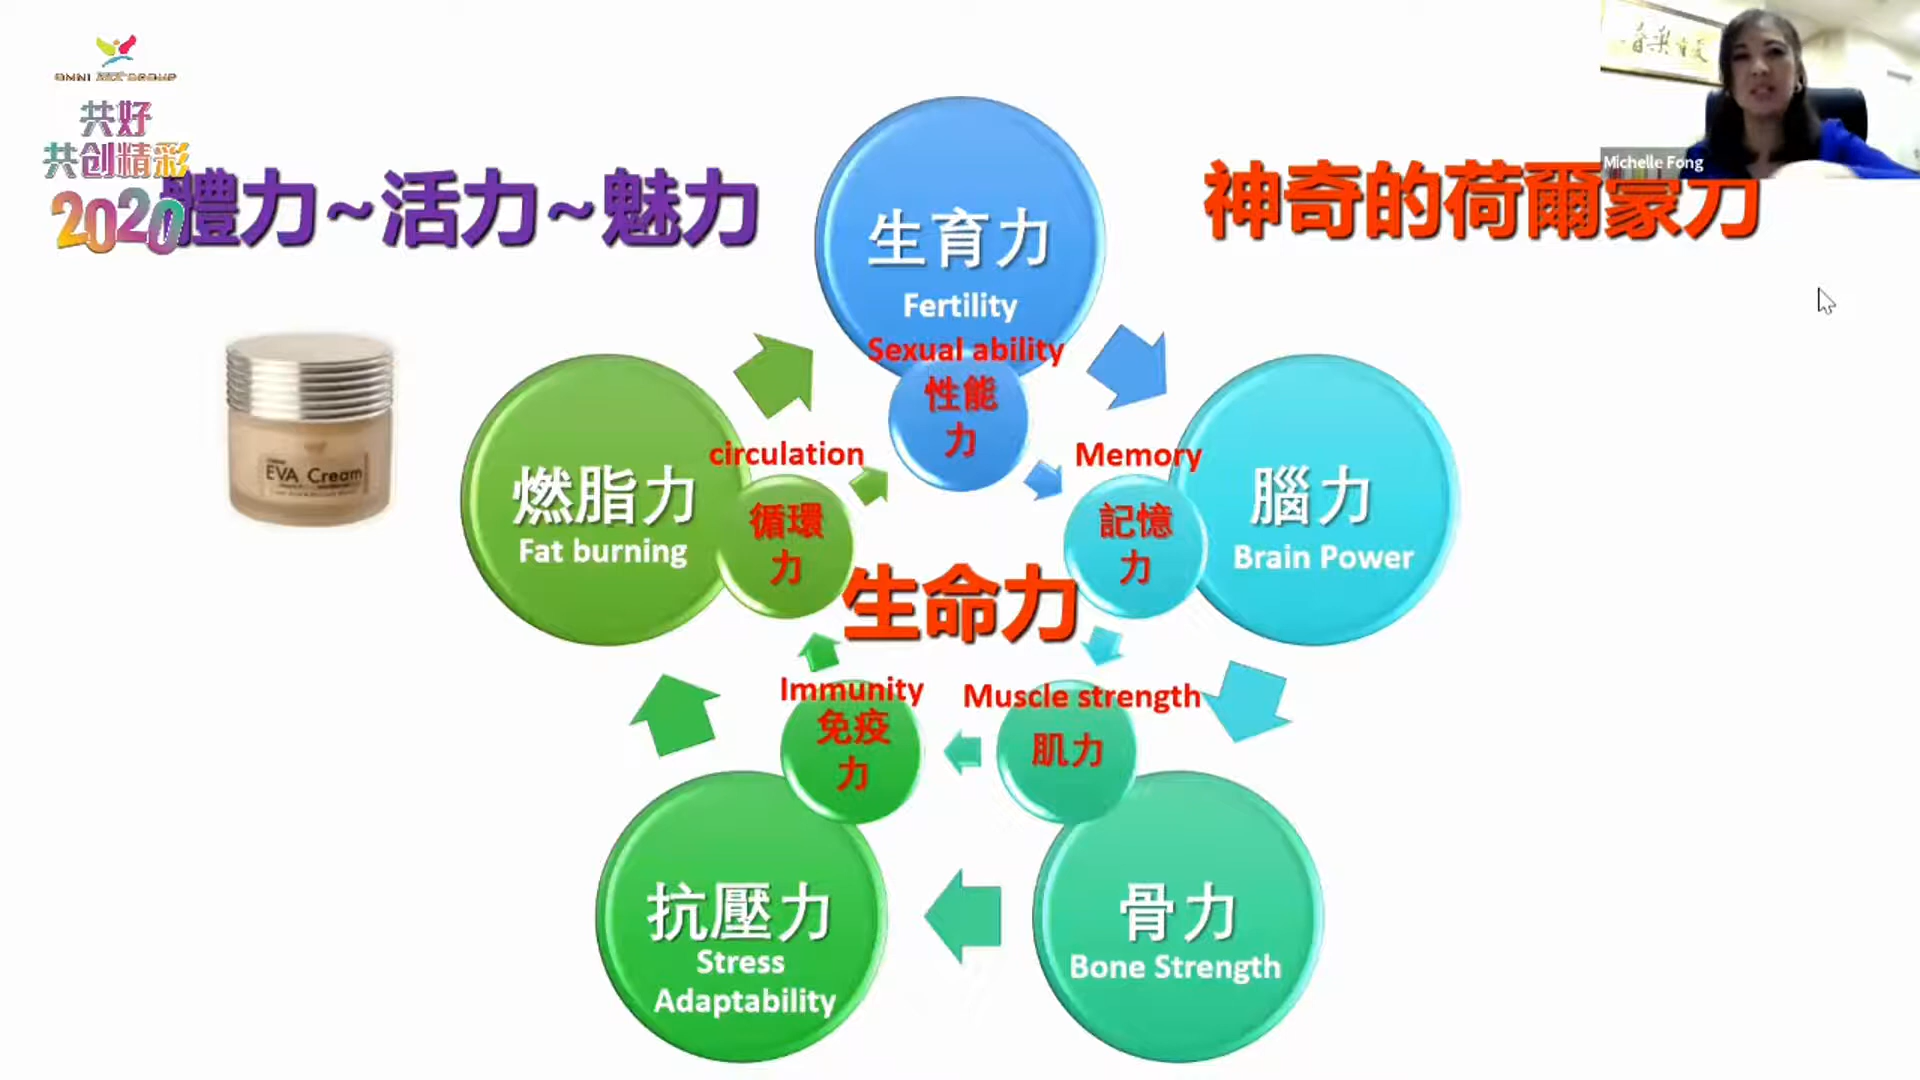 共好
共创精彩
2020
體力~活力~魅力
神奇的荷爾蒙力
Michelle Fong
EVA Cream
生育力
Fertility
Sexual ability
性能
力
circulation
循環
力
燃脂力
Fat burning
Memory
記憶
力
腦力
Brain Power
生命力
Immunity
免疫
力
Muscle strength
肌力
抗壓力
Stress
Adaptability
骨力
Bone Strength